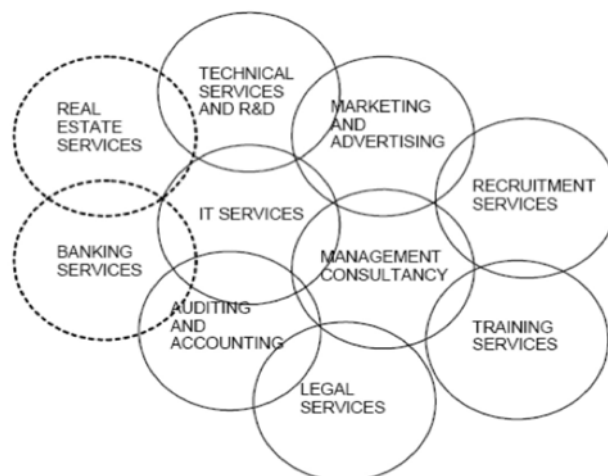 TECHNICAL
SERVICES
AND R&D
REAL
ESTATE
SERVICES
MARKETING
AND
ADVERTISING
RECRUITMENT
SERVICES
IT SERVICES
BANKING
SERVICES
MANAGEMENT
CONSULTANCY
AUDITING
AND
ACCOUNTING
TRAINING
SERVICES
LEGAL
SERVICES